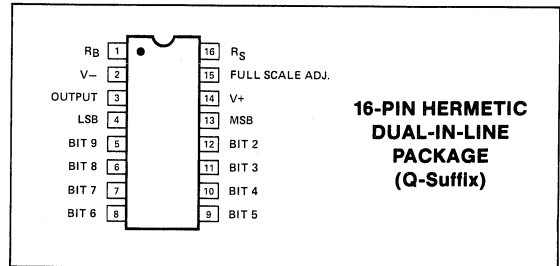 RB 1 16 RS
V− 2 15 FULL SCALE ADJ.
OUTPUT 3 14 V+
LSB 4 13 MSB
BIT 9 5 12 BIT 2
BIT 8 6 11 BIT 3
BIT 7 7 10 BIT 4
BIT 6 8 9 BIT 5
16-PIN HERMETIC
DUAL-IN-LINE
PACKAGE
(Q-Suffix)